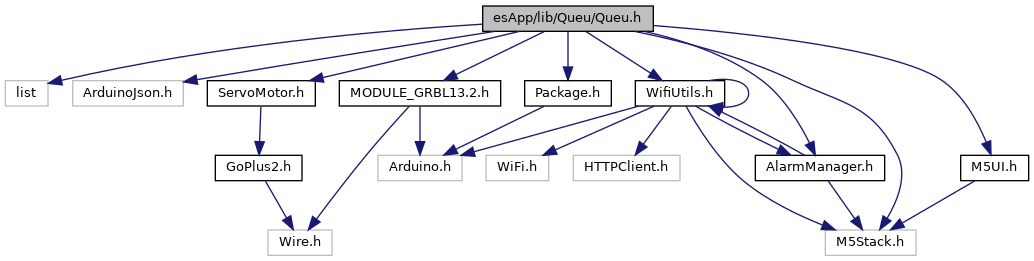 esApp/lib/Queu/Queu.h
list
ArduinoJson.h
ServoMotor.h
MODULE_GRBL13.2.h
Package.h
WifiUtils.h
GoPlus2.h
Arduino.h
WiFi.h
HTTPClient.h
AlarmManager.h
M5UI.h
Wire.h
M5Stack.h